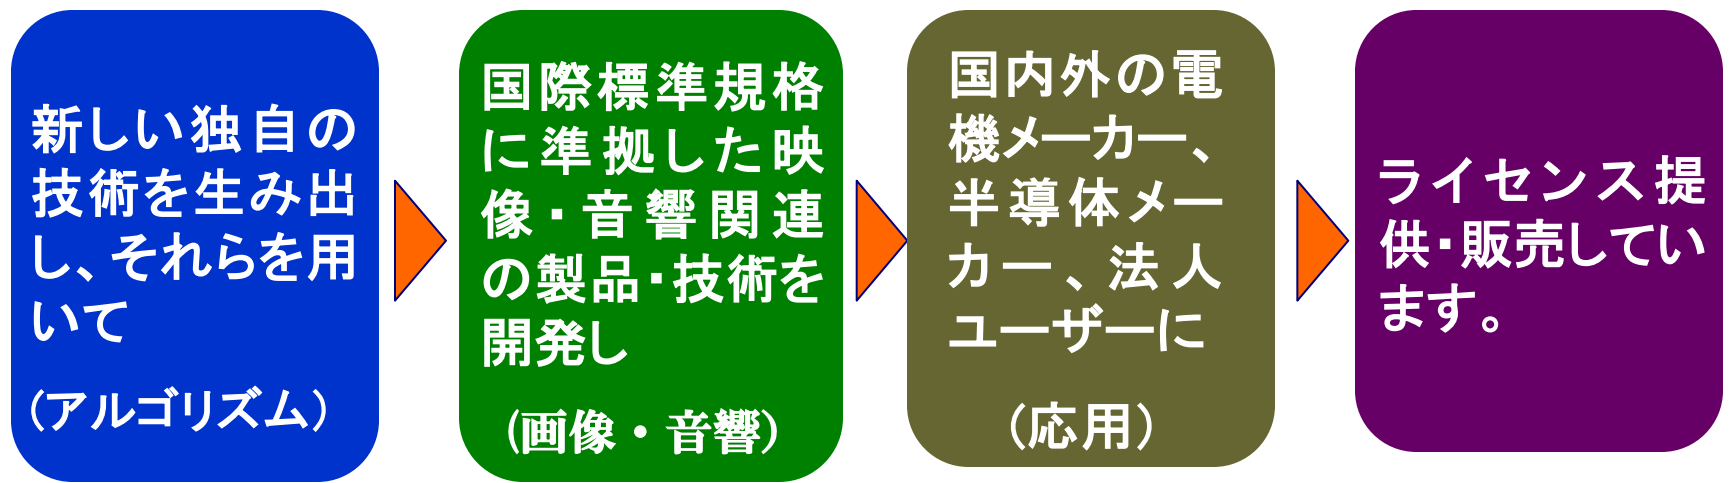 新しい独自の
技術を生み出
し、それらを用
いて
（アルゴリズム）
国際標準規格
に準拠した映
像・音響関連
の製品・技術を
開発し
（画像・音響）
国内外の電
機メーカー、
半導体メー
カー、法人
ユーザーに
（応用）
ライセンス提
供・販売してい
ます。